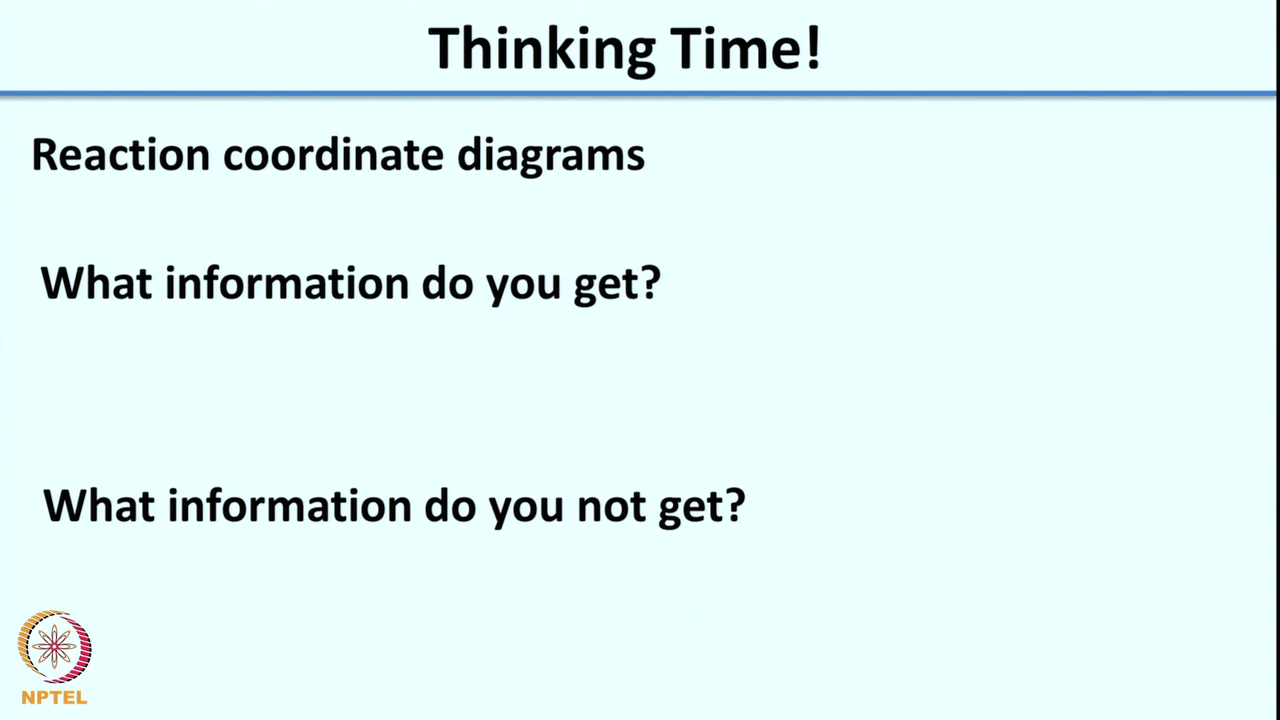 Thinking Time!
Reaction coordinate diagrams
What information do you get?
What information do you not get?
NPTEL